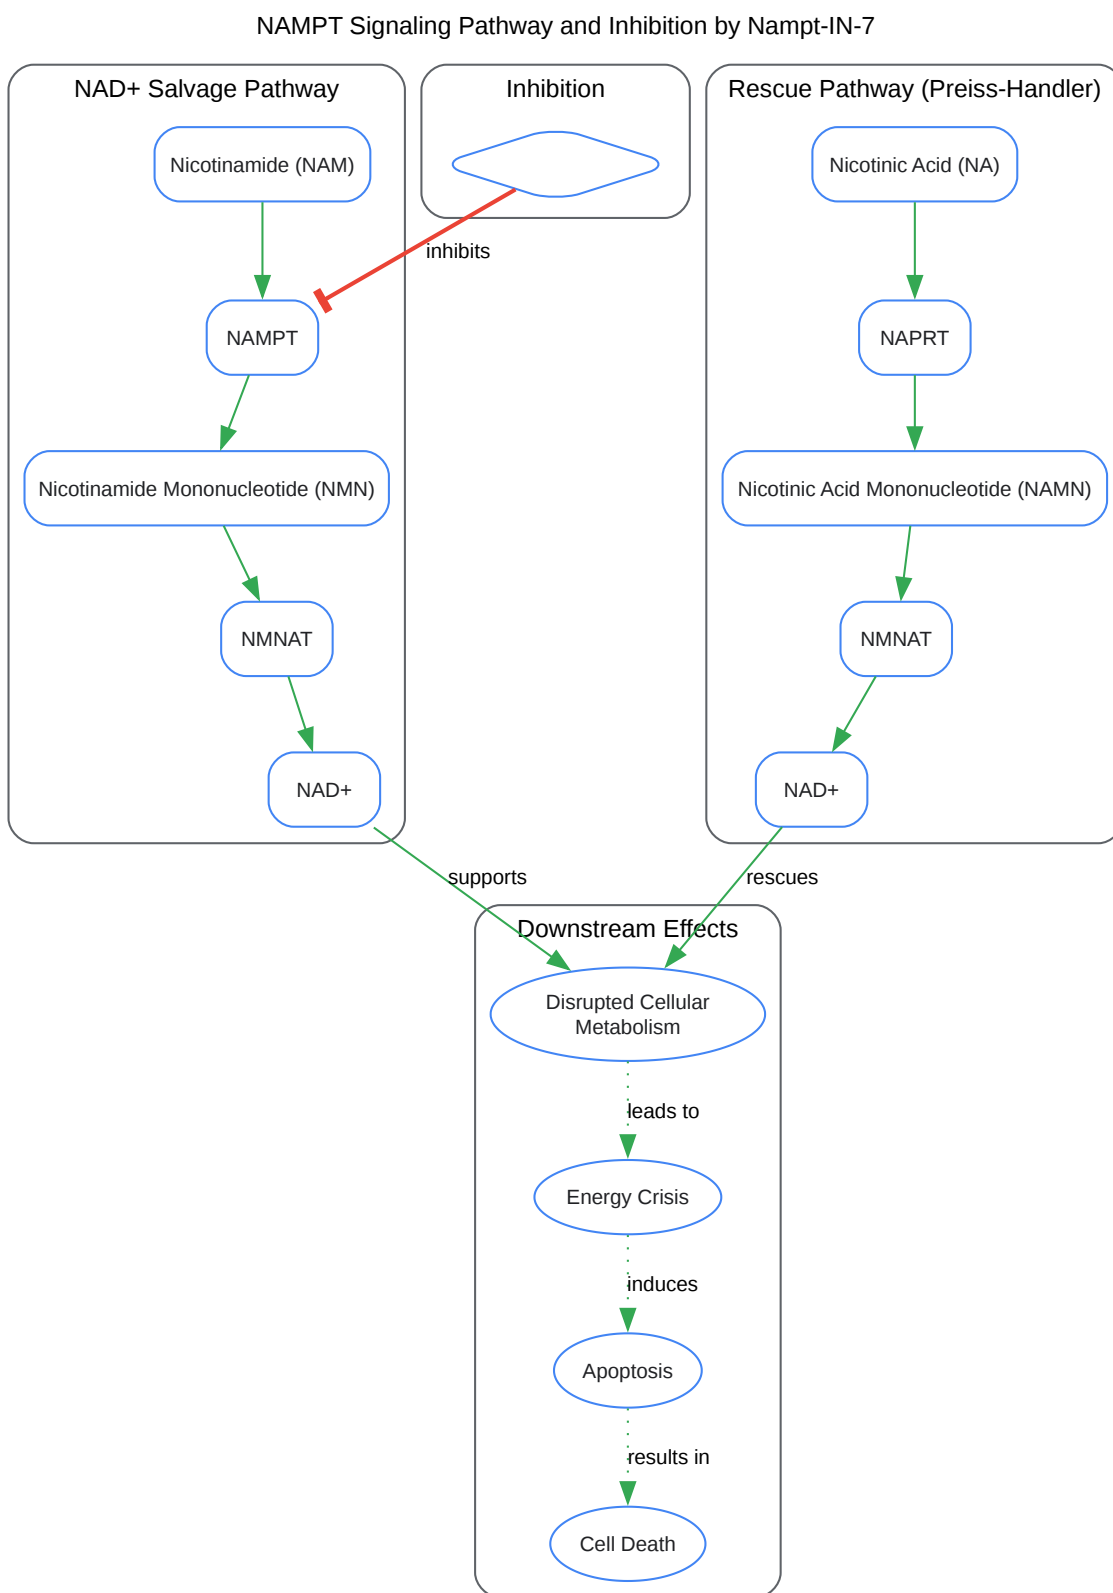 NAMPT Signaling Pathway and Inhibition by Nampt-IN-7
NAD+ Salvage Pathway
Nicotinamide (NAM)
NAMPT
Nicotinamide Mononucleotide (NMN)
NMNAT
NAD+
Inhibition
inhibits
Rescue Pathway (Preiss-Handler)
Nicotinic Acid (NA)
NAPRT
Nicotinic Acid Mononucleotide (NAMN)
NMNAT
NAD+
supports
rescues
Downstream Effects
Disrupted Cellular
Metabolism
leads to
Energy Crisis
induces
Apoptosis
results in
Cell Death